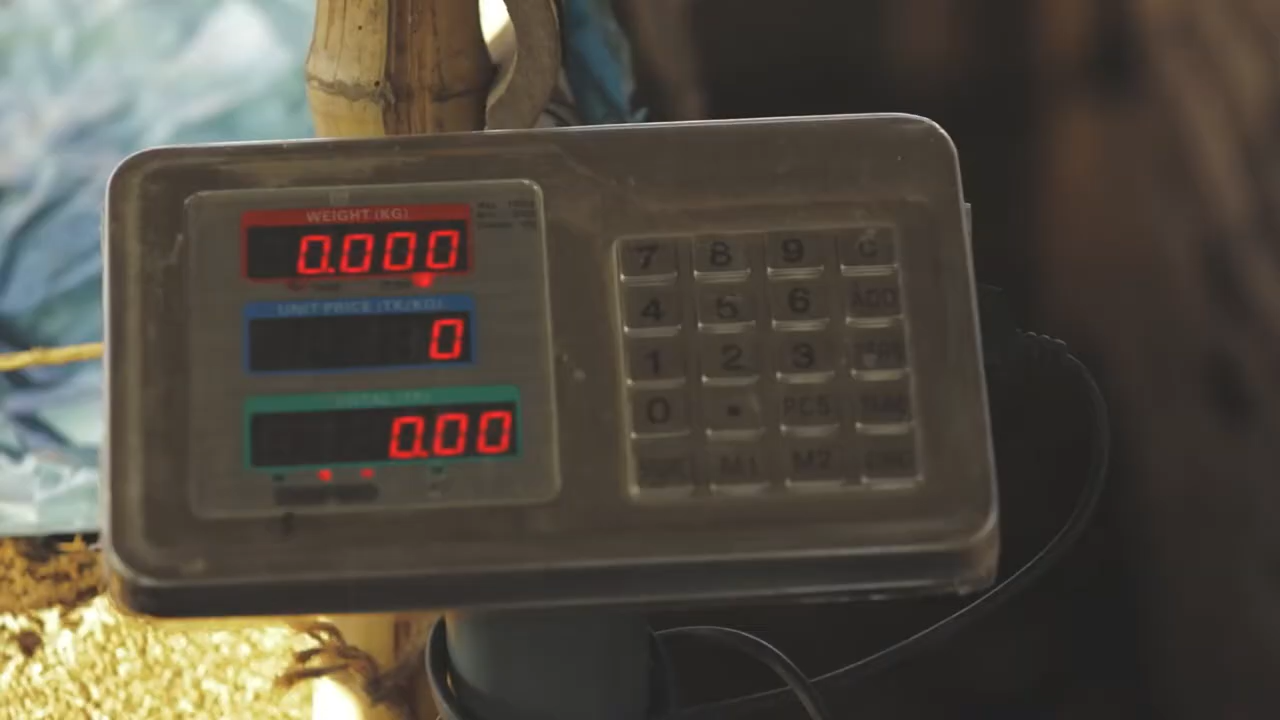 WEIGHT (KG)
0.000
UNIT PRICE (TK/KG)
0
0.00
7 8 9 C
4 5 6 ADD
1 2 3
0 . PCS
M1 M2